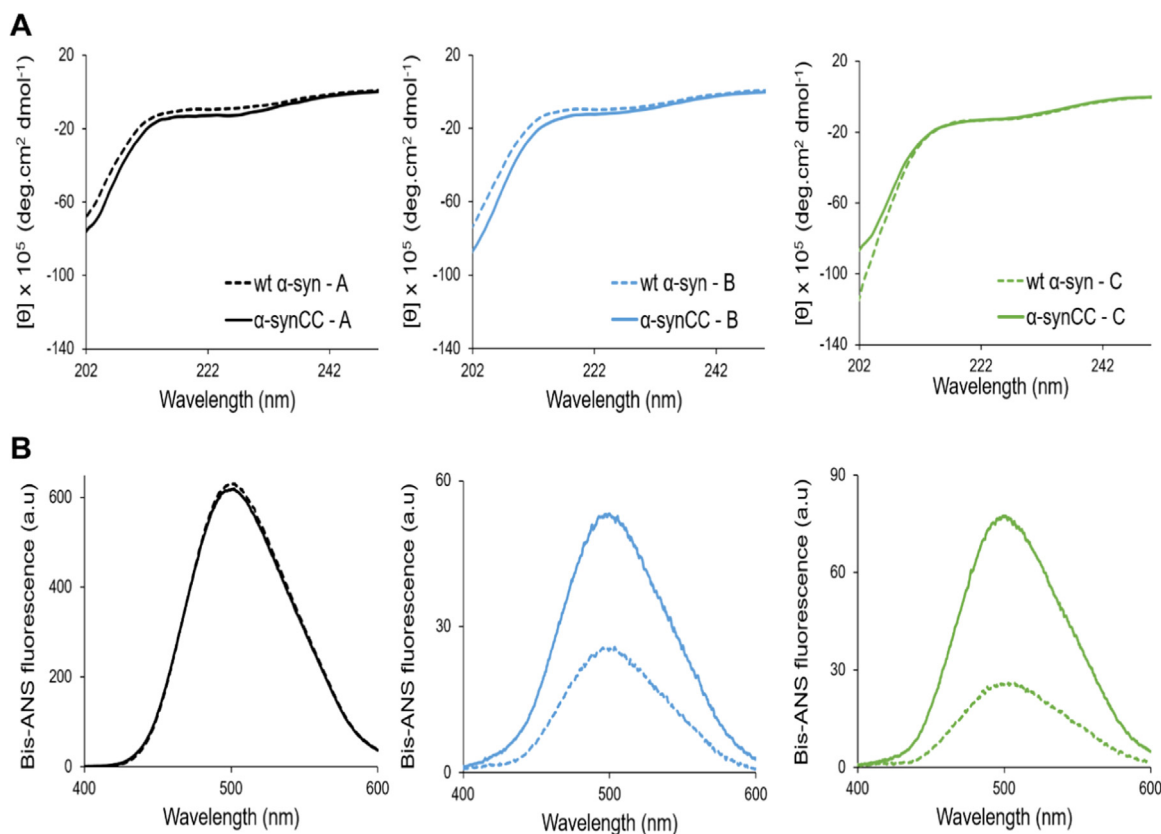 A
[θ] x 10⁵ (deg.cm² dmol⁻¹)
20
-20
-60
-100
-140
202
222
242
Wavelength (nm)
wt α-syn - A
α-synCC - A
[θ] x 10⁵ (deg.cm² dmol⁻¹)
20
-20
-60
-100
-140
202
222
242
Wavelength (nm)
wt α-syn - B
α-synCC - B
[θ] x 10⁵ (deg.cm² dmol⁻¹)
20
-20
-60
-100
-140
202
222
242
Wavelength (nm)
wt α-syn - C
α-synCC - C
B
Bis-ANS fluorescence (a.u)
600
400
200
0
400
500
600
Wavelength (nm)
Bis-ANS fluorescence (a.u)
60
30
0
400
500
600
Wavelength (nm)
Bis-ANS fluorescence (a.u)
90
60
30
0
400
500
600
Wavelength (nm)